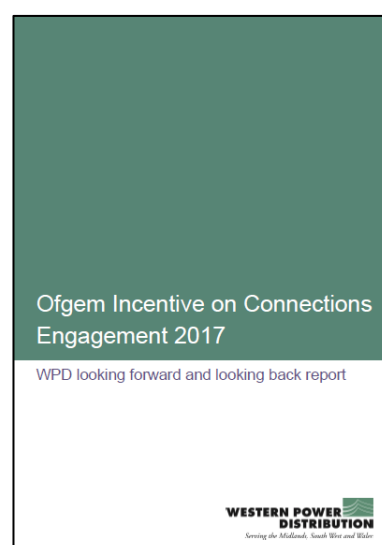 Ofgem Incentive on Connections
Engagement 2017
WPD looking forward and looking back report
WESTERN POWER
DISTRIBUTION
Serving the Midlands, South West and Wales